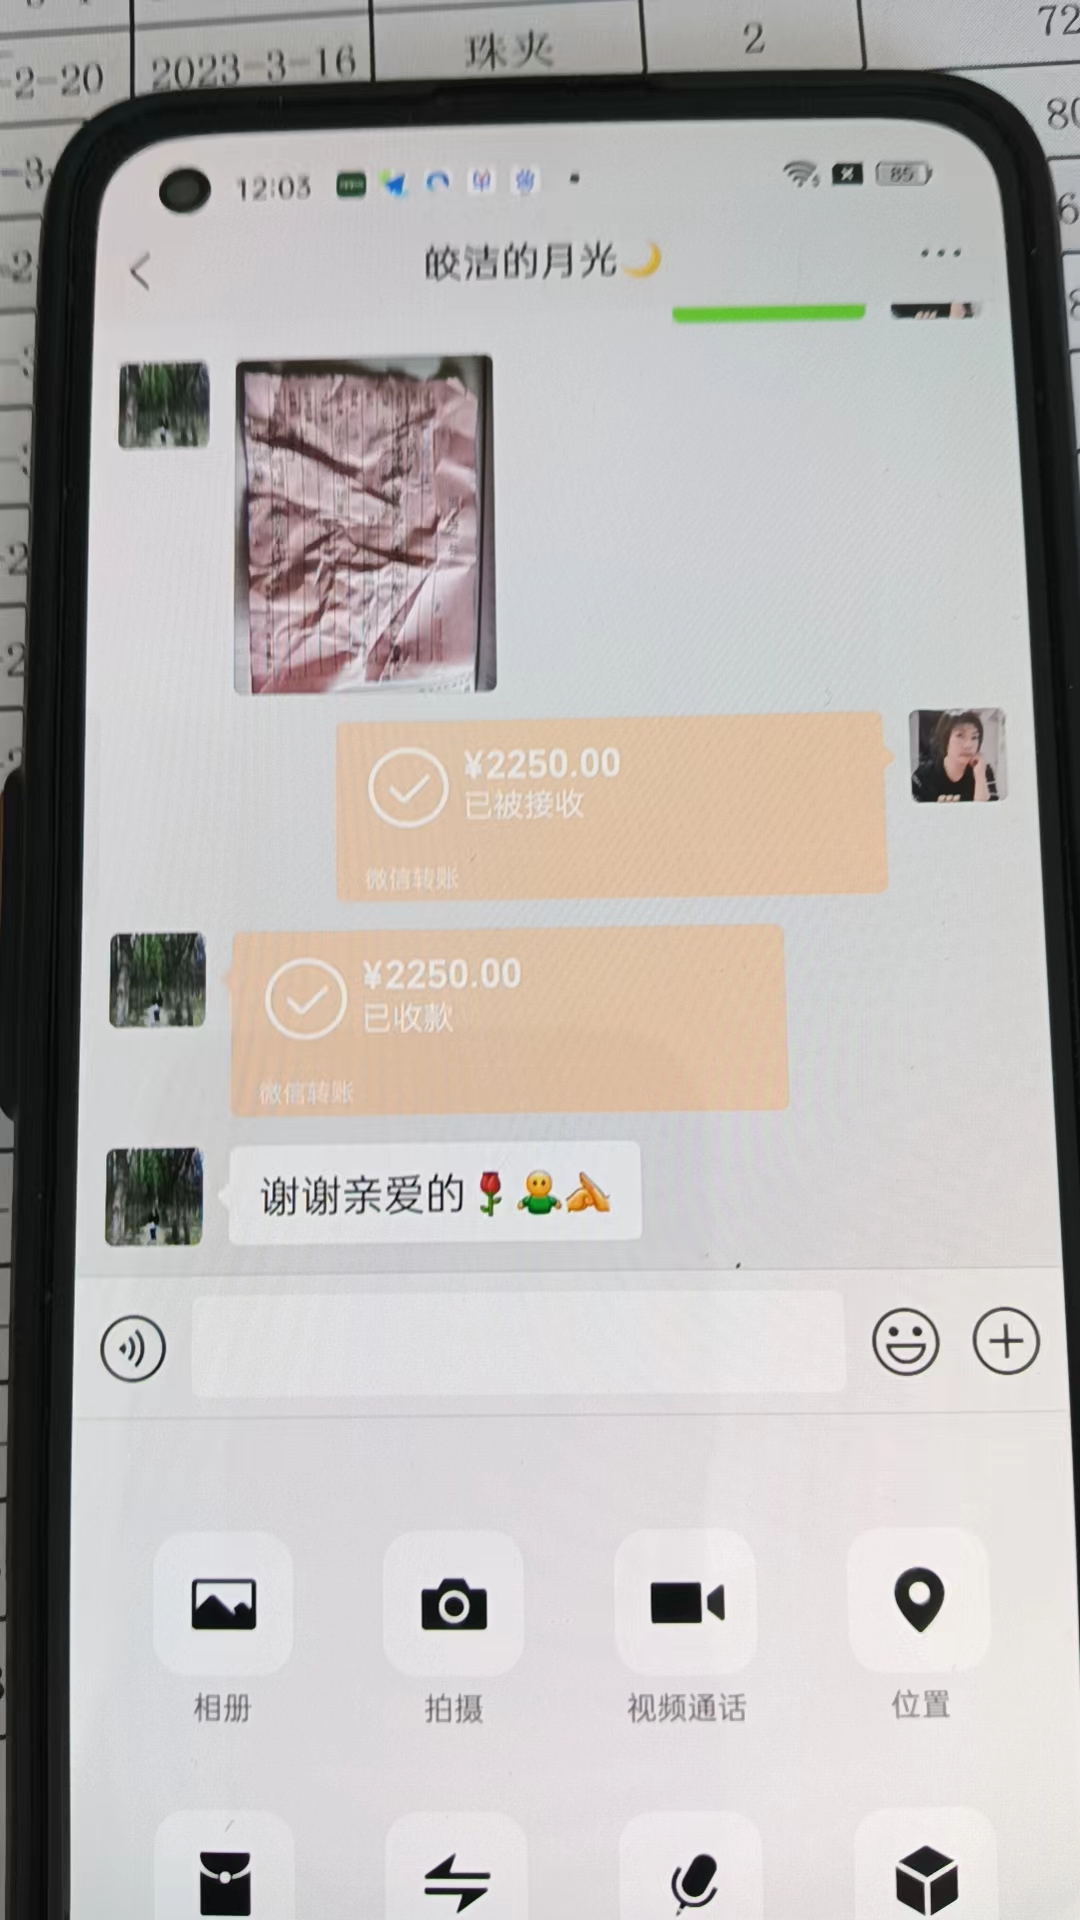 2-20 2023-3-16 珠夹 2 72
12:03 85
皎洁的月光🌙
¥2250.00
已被接收
微信转账
¥2250.00
已收款
微信转账
谢谢亲爱的🌹
相册 拍摄 视频通话 位置